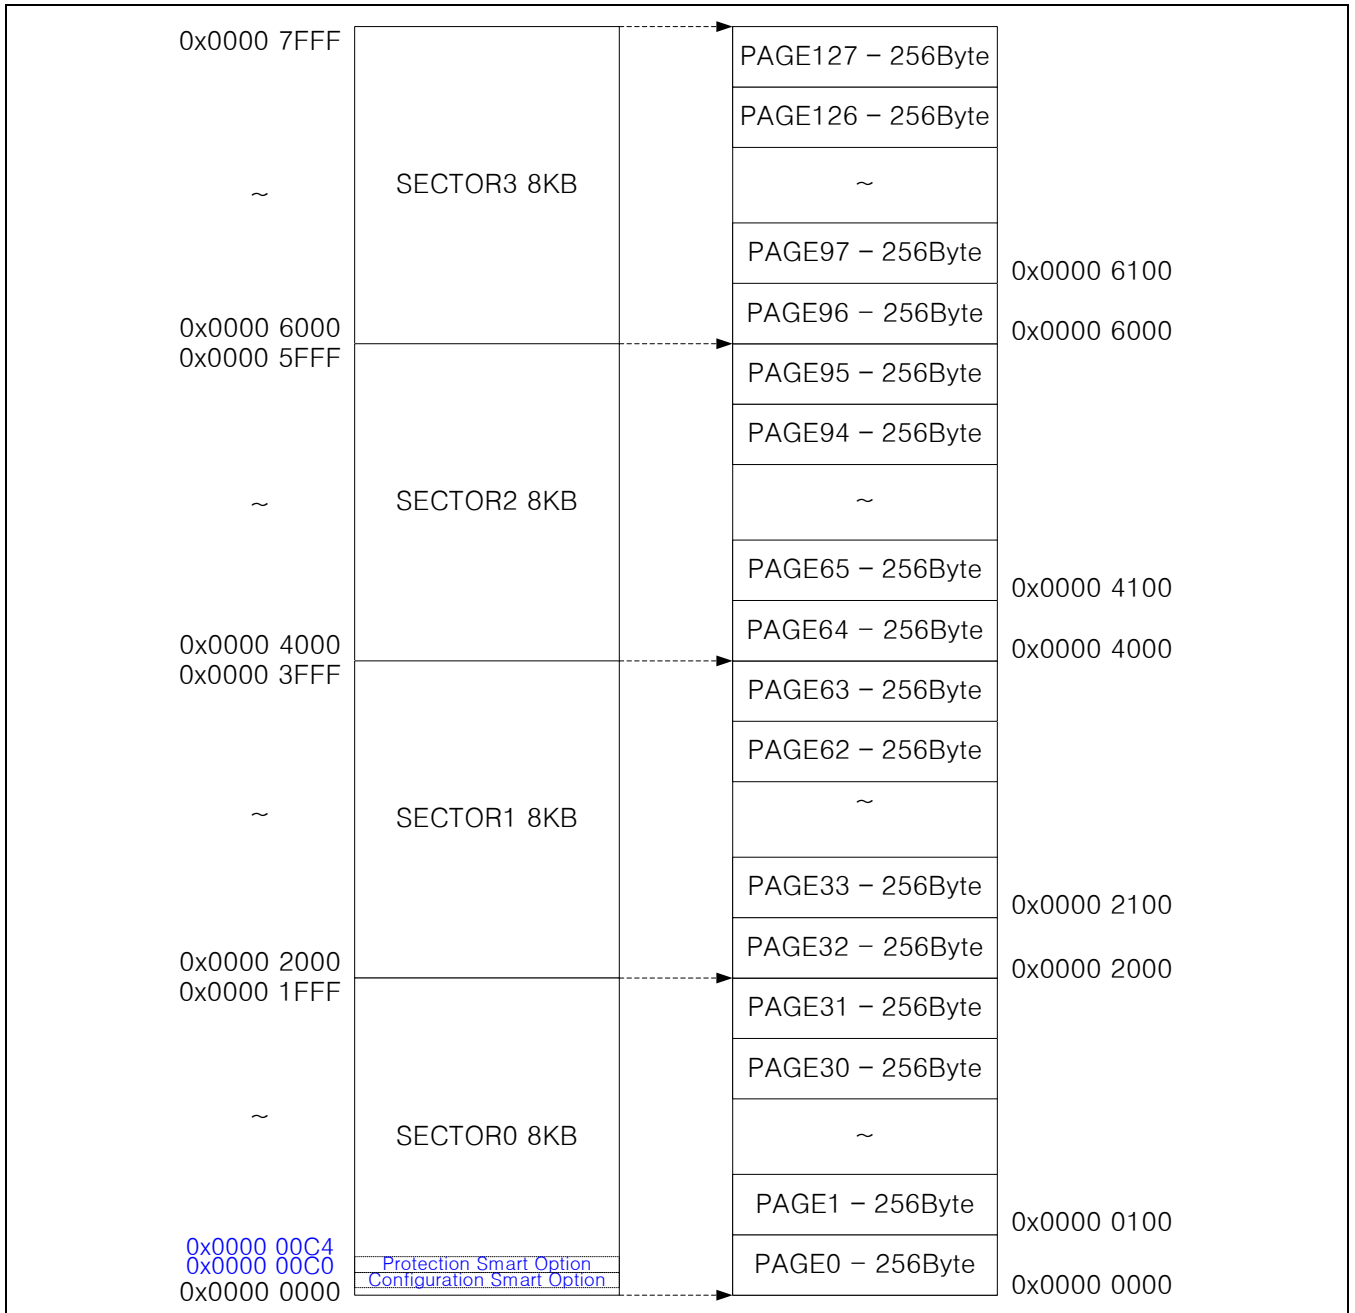 0x0000 7FFF
PAGE127 – 256Byte
PAGE126 – 256Byte
~ SECTOR3 8KB ~
PAGE97 – 256Byte
0x0000 6100
PAGE96 – 256Byte
0x0000 6000 0x0000 6000
0x0000 5FFF
PAGE95 – 256Byte
PAGE94 – 256Byte
~ SECTOR2 8KB ~
PAGE65 – 256Byte
0x0000 4100
PAGE64 – 256Byte
0x0000 4000 0x0000 4000
0x0000 3FFF
PAGE63 – 256Byte
PAGE62 – 256Byte
~
~ SECTOR1 8KB
PAGE33 – 256Byte
0x0000 2100
PAGE32 – 256Byte
0x0000 2000 0x0000 2000
0x0000 1FFF
PAGE31 – 256Byte
PAGE30 – 256Byte
~ SECTOR0 8KB ~
PAGE1 – 256Byte
0x0000 0100
0x0000 00C4
0x0000 00C0 Protection Smart Option PAGE0 – 256Byte
Configuration Smart Option
0x0000 0000 0x0000 0000